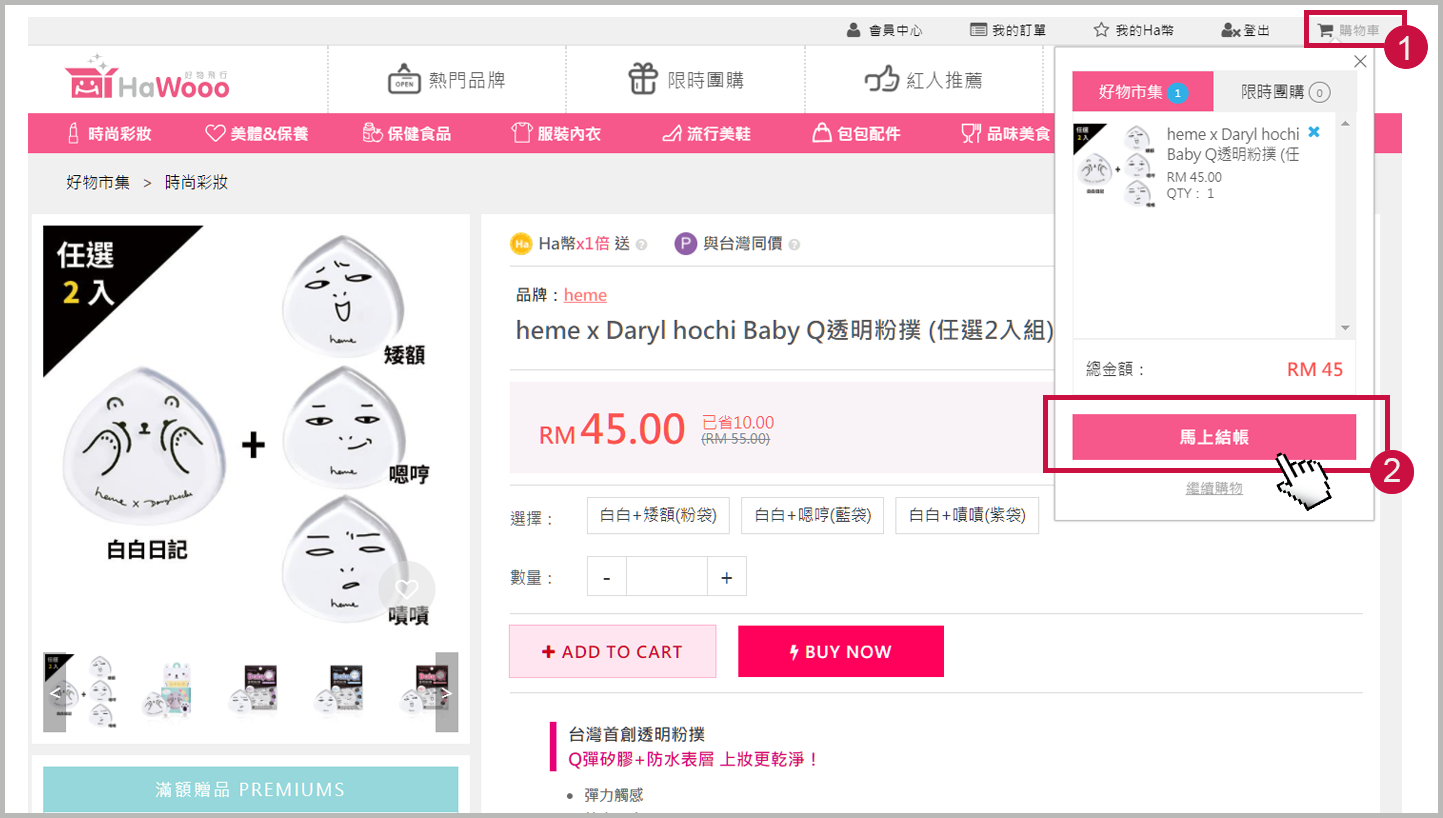 會員中心
我的訂單
我的Ha幣
登出
購物車
1
好物飛行
HaWooo
OPEN
熱門品牌
限時團購
紅人推薦
時尚彩妝
美體&保養
保健食品
服裝內衣
流行美鞋
包包配件
品味美食
好物市集 > 時尚彩妝
好物市集 1
限時團購 0
heme x Daryl hochi
Baby Q透明粉撲 (任
RM 45.00
QTY： 1
總金額：
RM 45
馬上結帳
2
繼續購物
任選
2 入
heme
矮額
heme
嗯哼
heme
嘖嘖
+
heme x
白白日記
Ha Ha幣x1倍 送 ?
P 與台灣同價 ?
品牌：heme
heme x Daryl hochi Baby Q透明粉撲 (任選2入組)
RM 45.00
已省10.00
(RM 55.00)
選擇：
白白+矮額(粉袋)
白白+嗯哼(藍袋)
白白+嘖嘖(紫袋)
數量：
- +
+ ADD TO CART
BUY NOW
< >
台灣首創透明粉撲
Q彈矽膠+防水表層 上妝更乾淨！
• 彈力觸感
滿額贈品 PREMIUMS